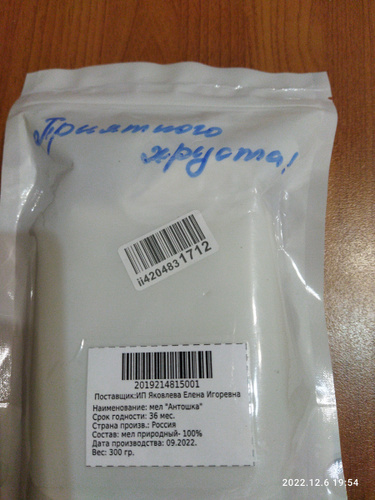 Приятного
хруста!
ii4204831712
2019214815001
Поставщик:ИП Яковлева Елена Игоревна
Наименование: мел "Антошка"
Срок годности: 36 мес.
Страна произв.: Россия
Состав: мел природный- 100%
Дата производства: 09.2022.
Вес: 300 гр.
2022.12.6 19:54